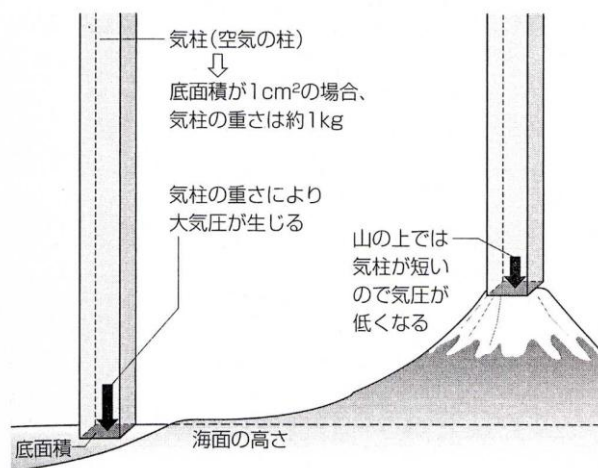 気柱(空気の柱)
底面積が1cm²の場合、
気柱の重さは約1kg
気柱の重さにより
大気圧が生じる
山の上では
気柱が短い
ので気圧が
低くなる
底面積
海面の高さ